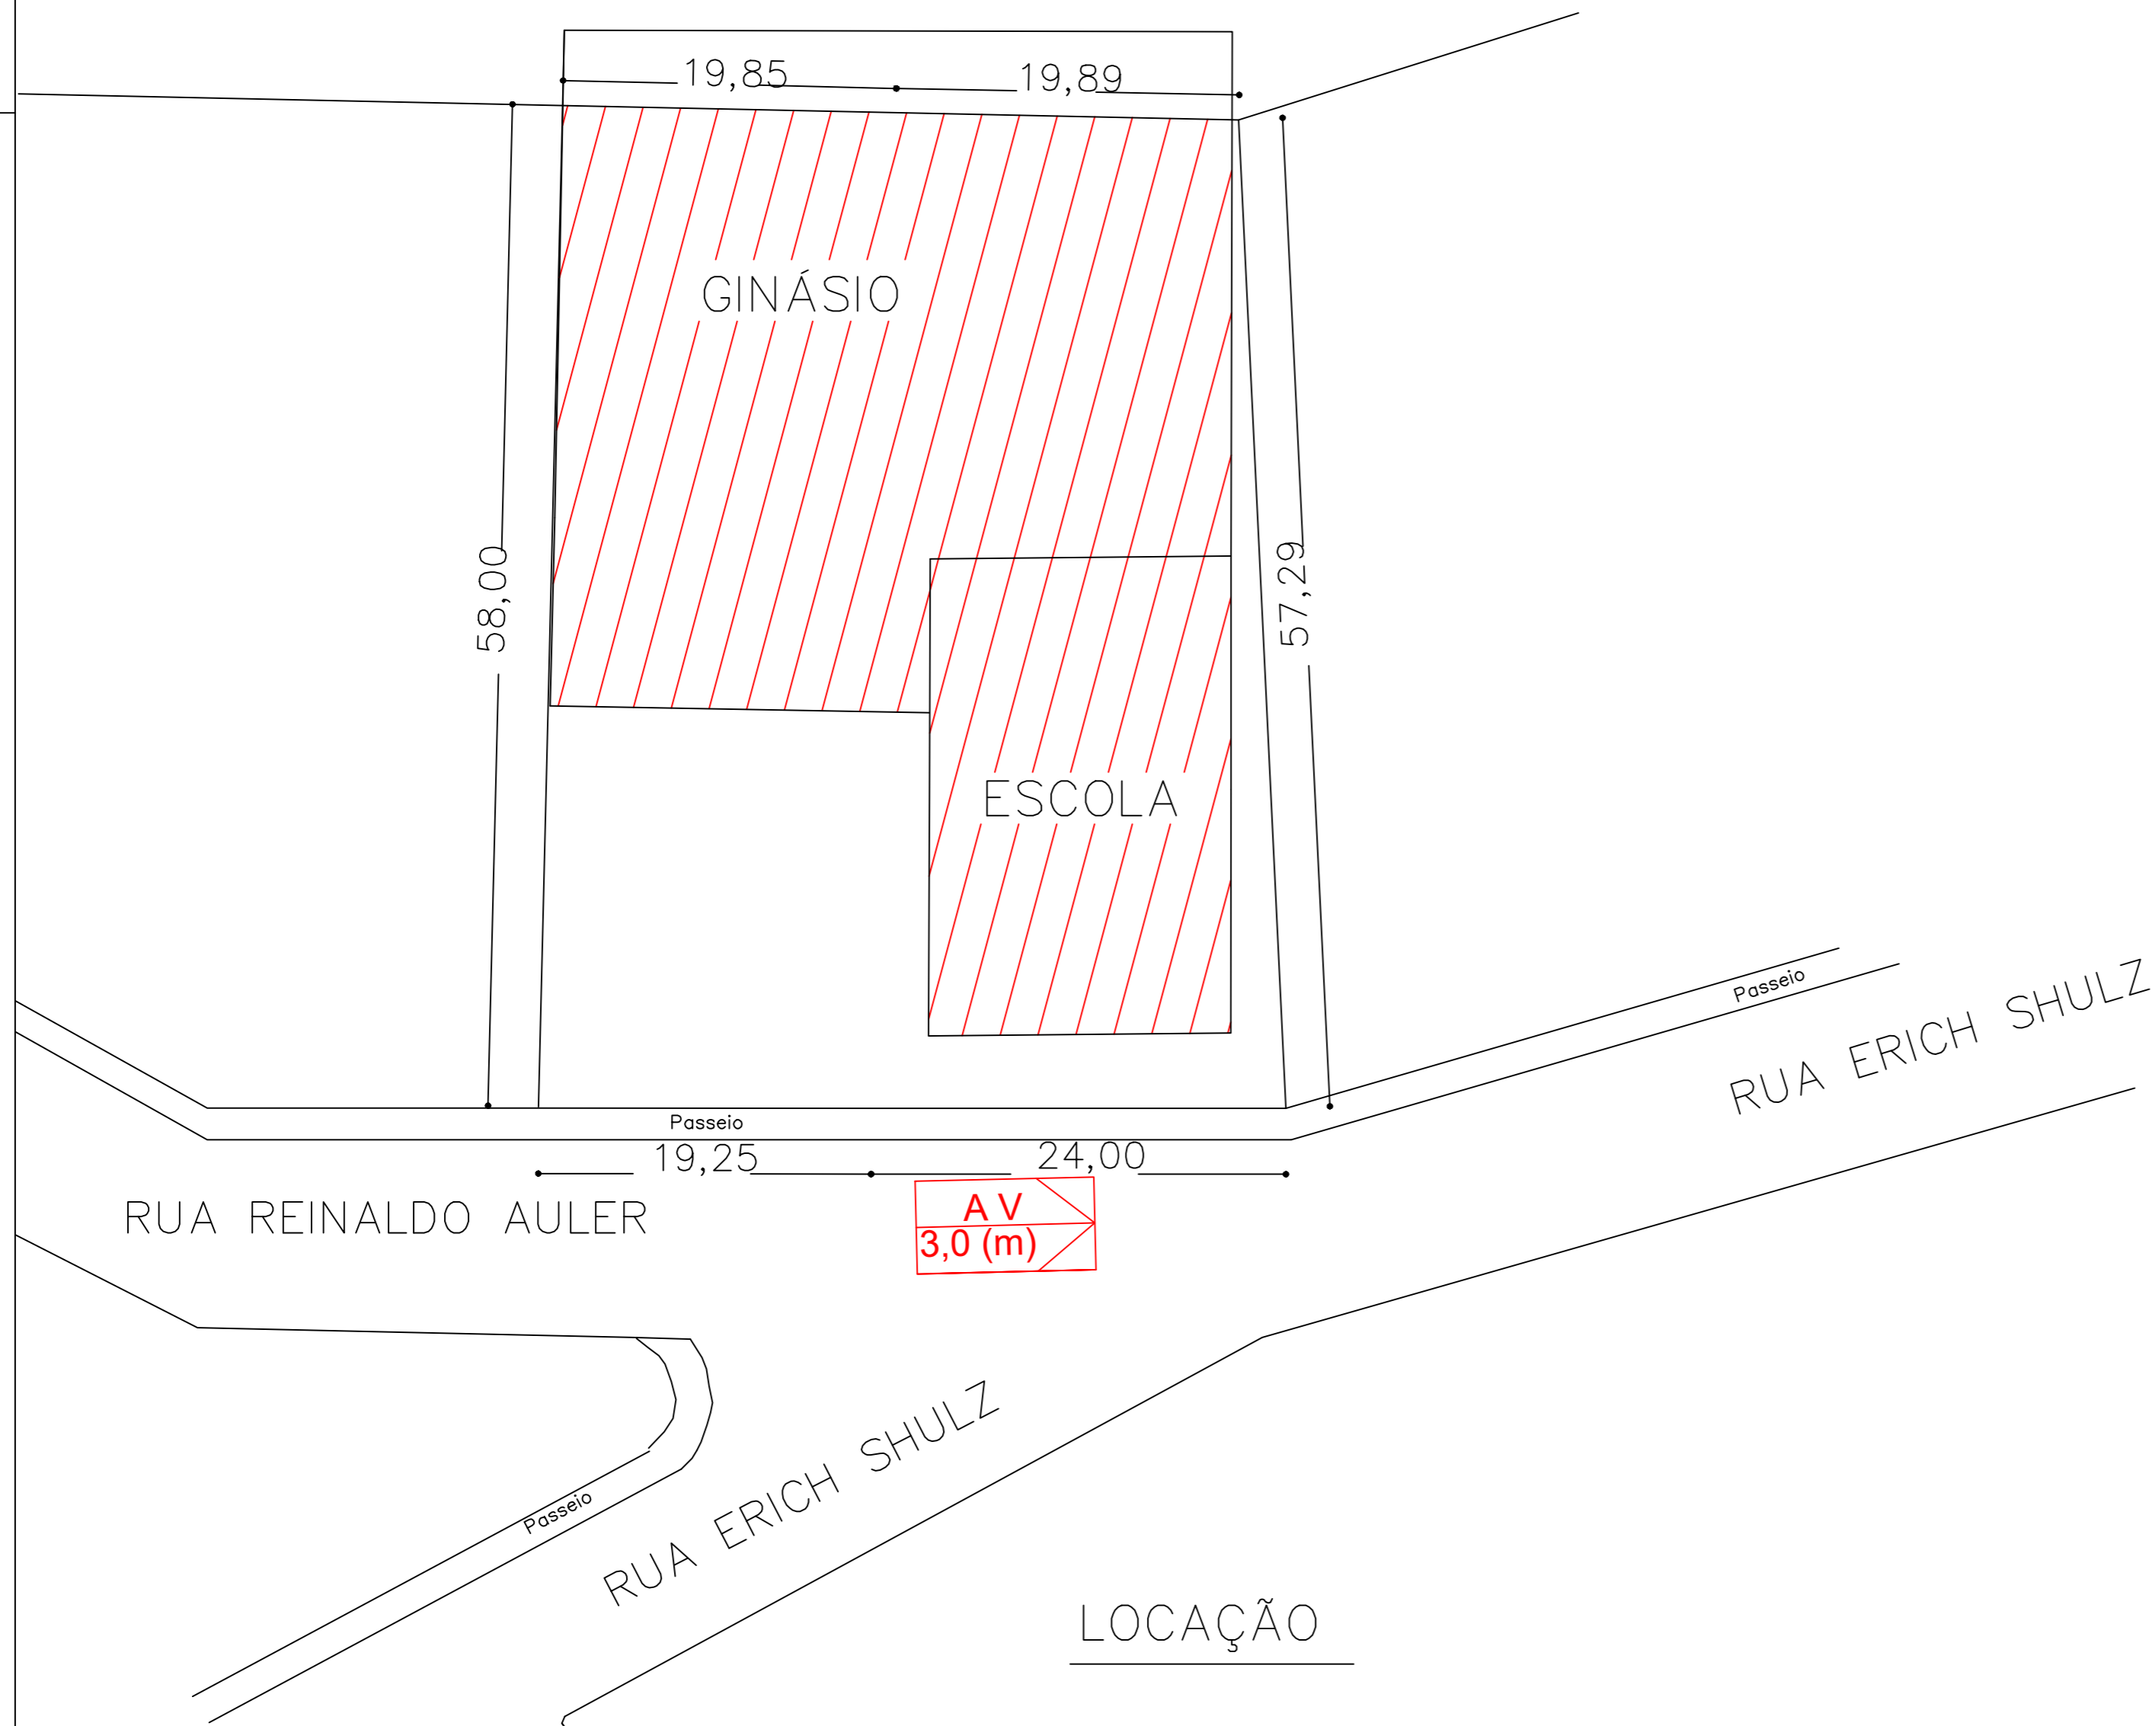 19,85
19,89
GINÁSIO
58,00
57,29
ESCOLA
Passeio
RUA ERICH SHULZ
Passeio
19,25
24,00
RUA REINALDO AULER
A V
3,0 (m)
RUA ERICH SHULZ
Passeio
LOCAÇÃO